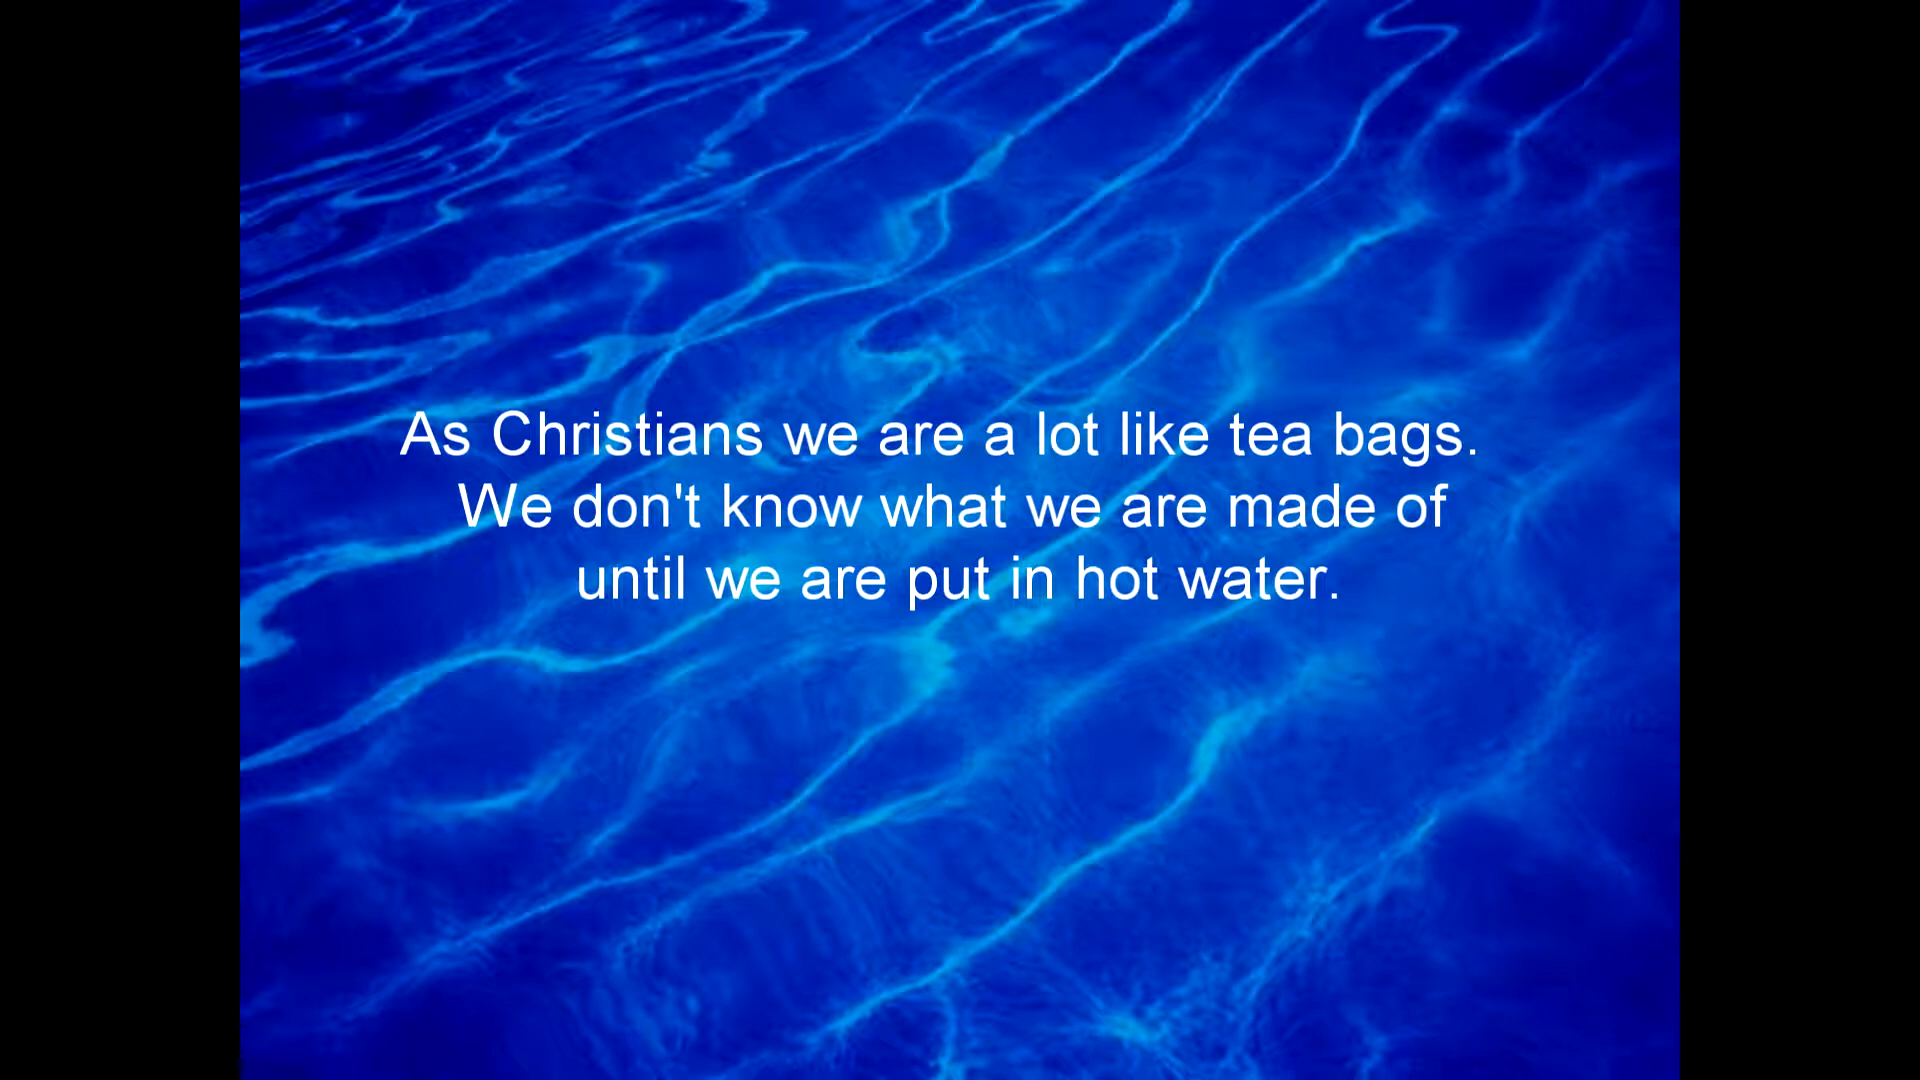 As Christians we are a lot like tea bags.
We don't know what we are made of
until we are put in hot water.